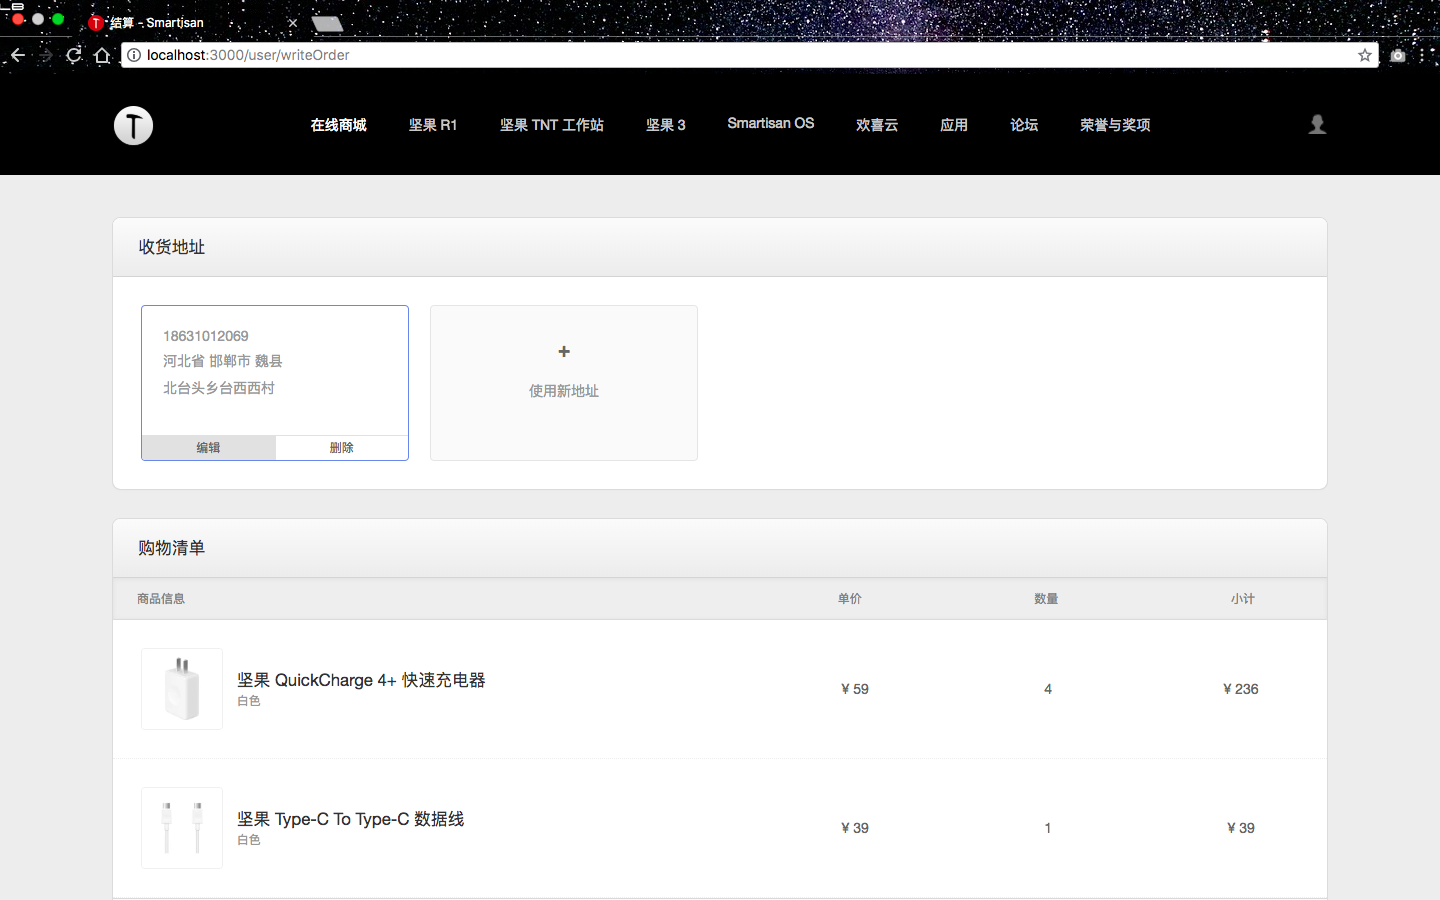 结算 - Smartisan
localhost:3000/user/writeOrder
在线商城 坚果 R1 坚果 TNT 工作站 坚果 3 Smartisan OS 欢喜云 应用 论坛 荣誉与奖项
收货地址
18631012069
河北省 邯郸市 魏县
北台头乡台西西村
编辑 删除
+
使用新地址
购物清单
商品信息 单价 数量 小计
坚果 QuickCharge 4+ 快速充电器
白色
¥ 59 4 ¥ 236
坚果 Type-C To Type-C 数据线
白色
¥ 39 1 ¥ 39